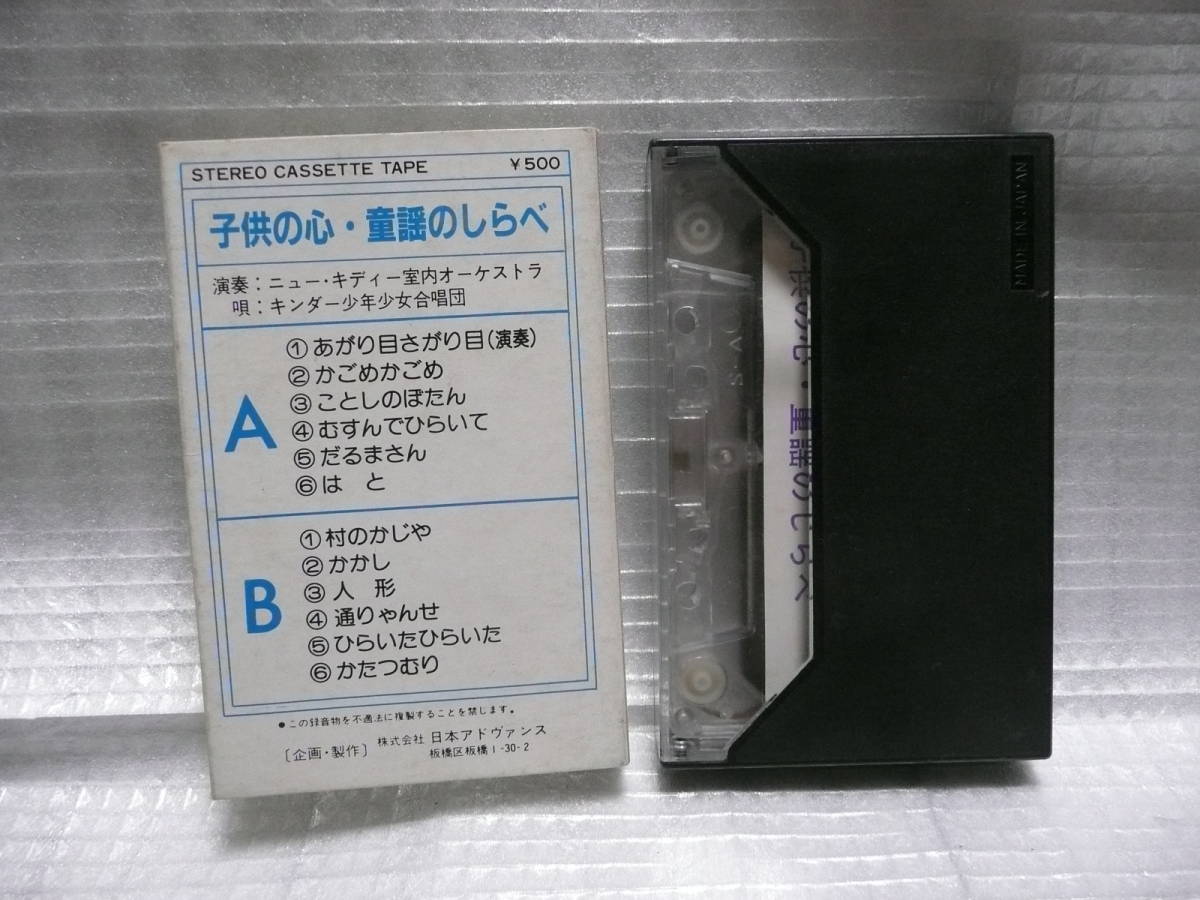 STEREO CASSETTE TAPE ¥500
子供の心・童謡のしらべ
演奏：ニュー・キディー室内オーケストラ
唄：キンダー少年少女合唱団
A
①あがり目さがり目(演奏)
②かごめかごめ
③ことしのぼたん
④むすんでひらいて
⑤だるまさん
⑥は と
B
①村のかじや
②かかし
③人 形
④通りゃんせ
⑤ひらいたひらいた
⑥かたつむり
●この録音物を不適法に複製することを禁じます。
〔企画・製作〕 株式会社 日本アドヴァンス
板橋区板橋1-30-2
子供の心・童謡のしらべ
MADE IN JAPAN